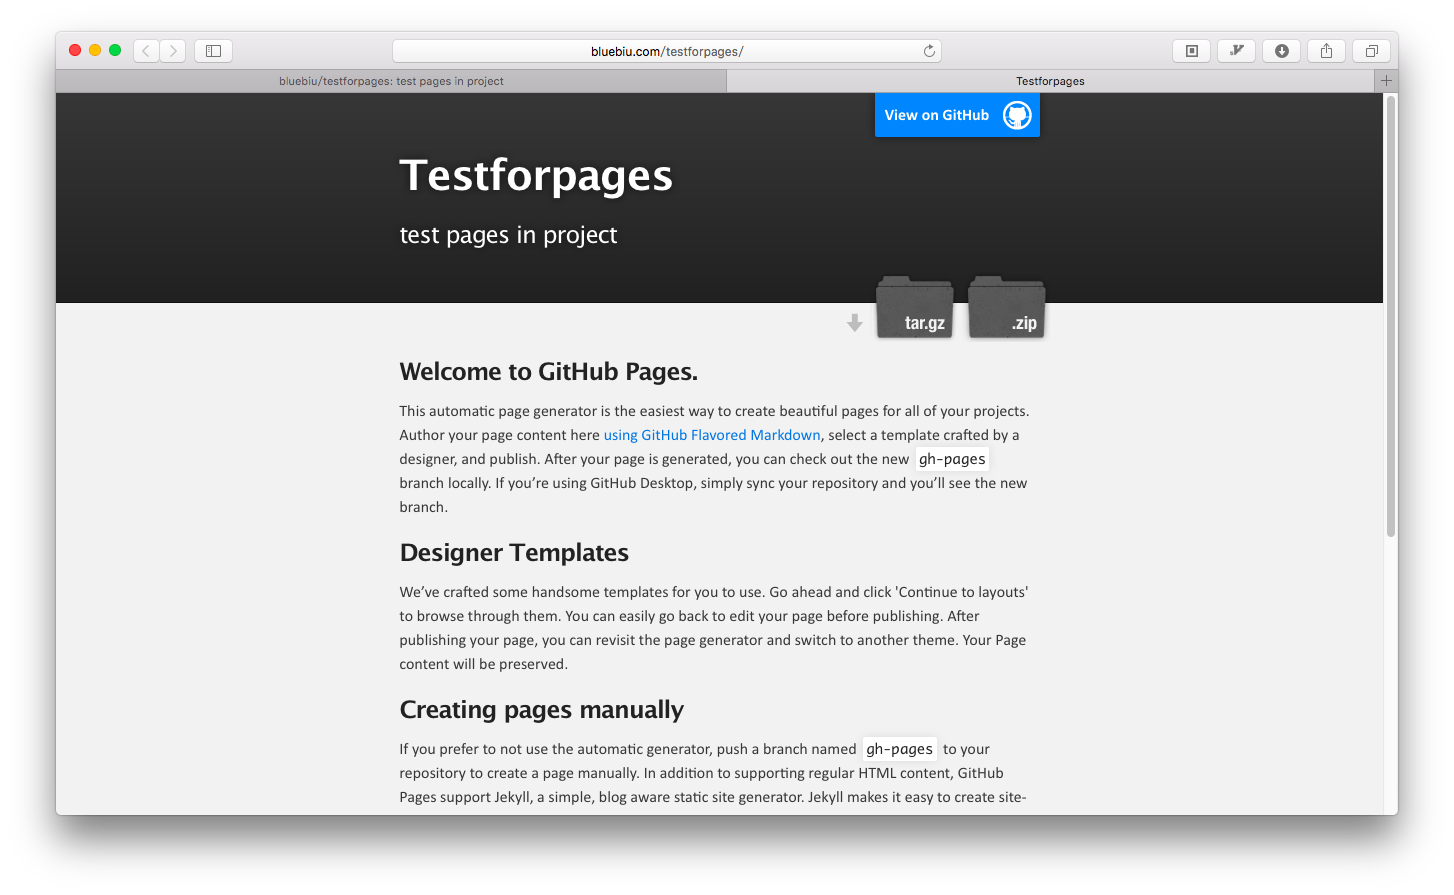 bluebiu.com/testforpages/
bluebiu/testforpages: test pages in project
Testforpages
View on GitHub
Testforpages
test pages in project
tar.gz
.zip
Welcome to GitHub Pages.
This automatic page generator is the easiest way to create beautiful pages for all of your projects.
Author your page content here using GitHub Flavored Markdown, select a template crafted by a
designer, and publish. After your page is generated, you can check out the new gh-pages
branch locally. If you’re using GitHub Desktop, simply sync your repository and you’ll see the new
branch.
Designer Templates
We’ve crafted some handsome templates for you to use. Go ahead and click 'Continue to layouts'
to browse through them. You can easily go back to edit your page before publishing. After
publishing your page, you can revisit the page generator and switch to another theme. Your Page
content will be preserved.
Creating pages manually
If you prefer to not use the automatic generator, push a branch named gh-pages to your
repository to create a page manually. In addition to supporting regular HTML content, GitHub
Pages support Jekyll, a simple, blog aware static site generator. Jekyll makes it easy to create site-